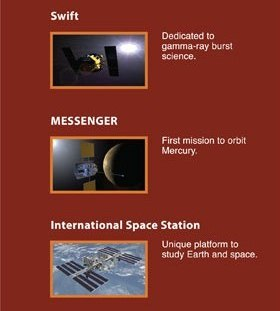 Swift
Dedicated to
gamma-ray burst
science.
MESSENGER
First mission to orbit
Mercury.
International Space Station
Unique platform to
study Earth and space.